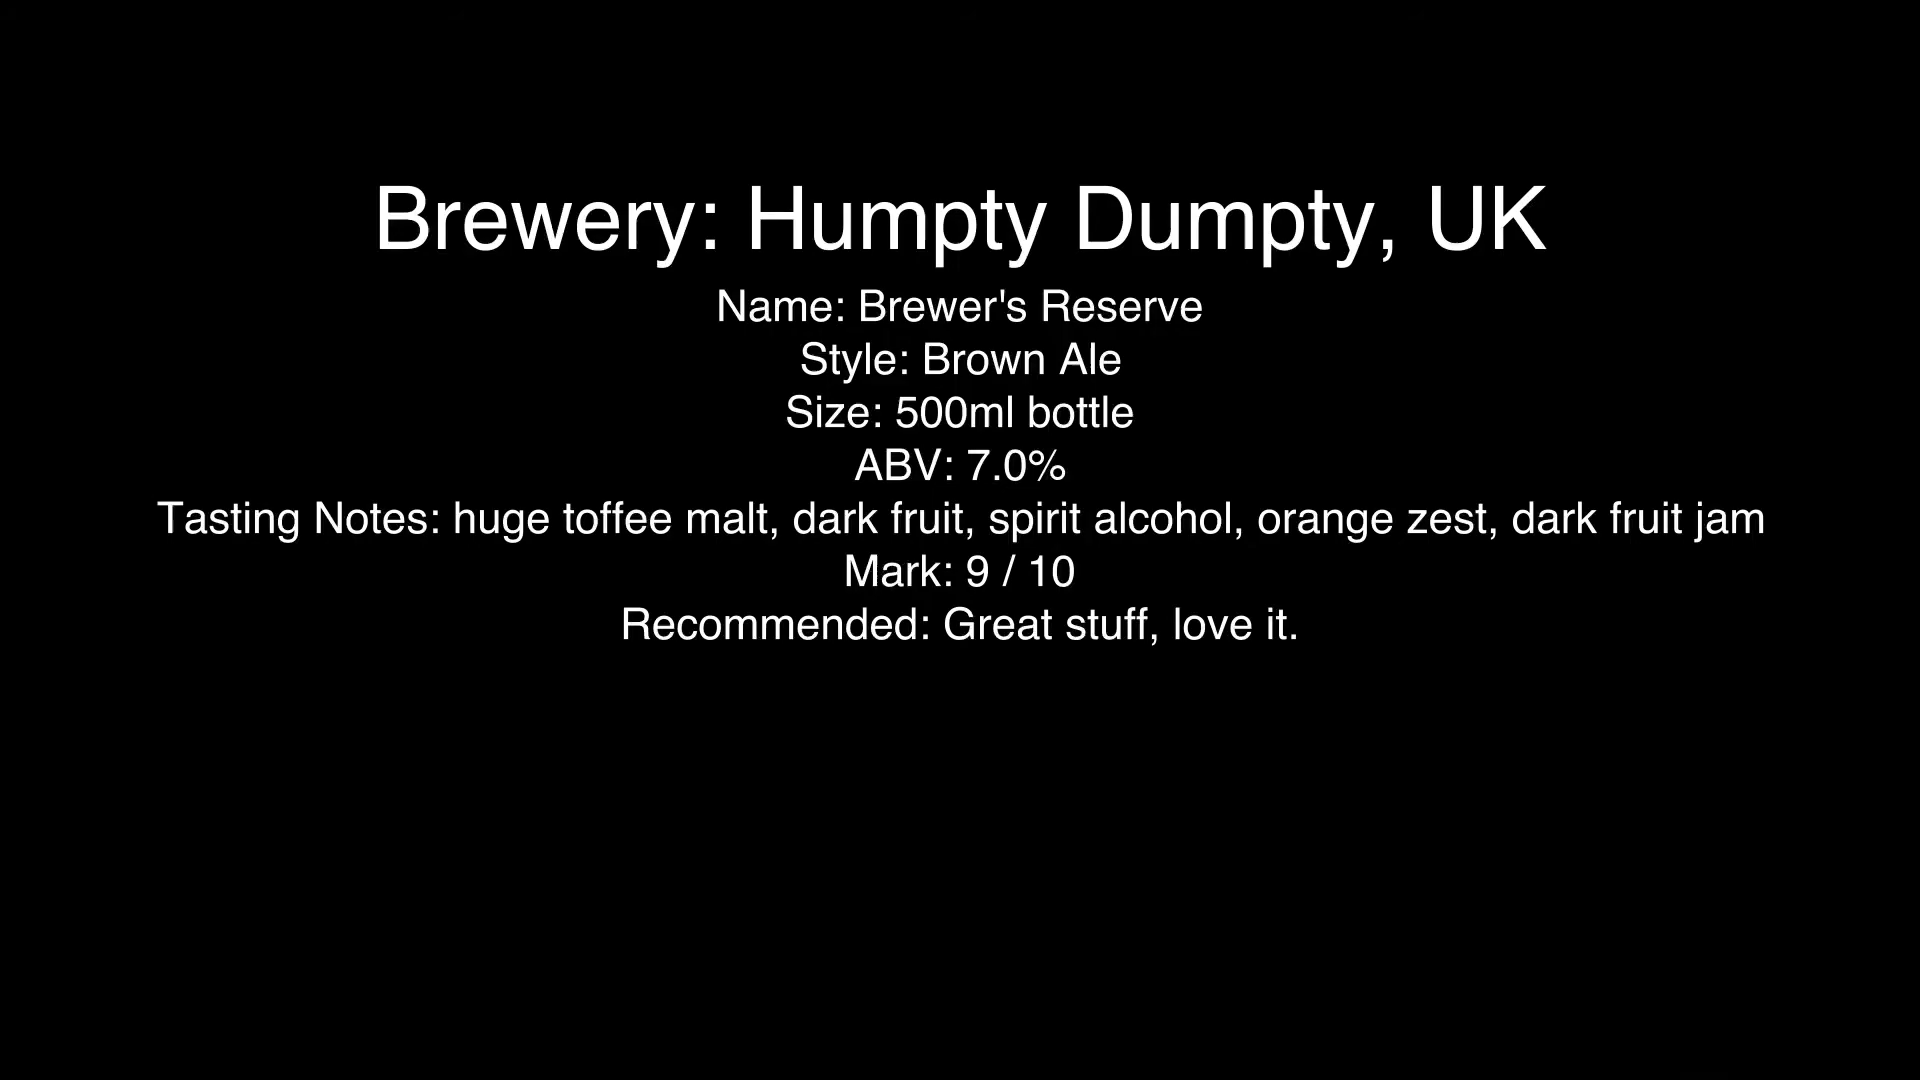 Brewery: Humpty Dumpty, UK
Name: Brewer's Reserve
Style: Brown Ale
Size: 500ml bottle
ABV: 7.0%
Tasting Notes: huge toffee malt, dark fruit, spirit alcohol, orange zest, dark fruit jam
Mark: 9 / 10
Recommended: Great stuff, love it.